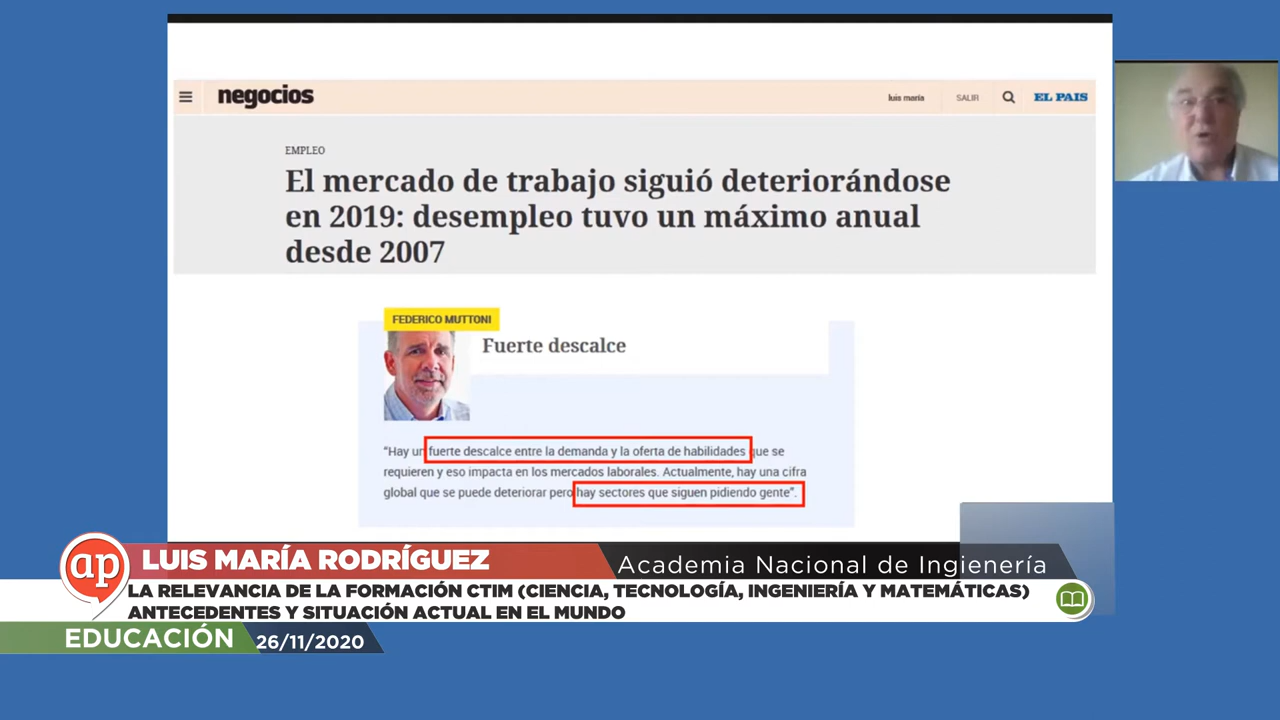 negocios
luis maría SALIR EL PAIS
EMPLEO
El mercado de trabajo siguió deteriorándose
en 2019: desempleo tuvo un máximo anual
desde 2007
FEDERICO MUTTONI
Fuerte descalce
“Hay un fuerte descalce entre la demanda y la oferta de habilidades que se
requieren y eso impacta en los mercados laborales. Actualmente, hay una cifra
global que se puede deteriorar pero hay sectores que siguen pidiendo gente”.
ap
LUIS MARÍA RODRÍGUEZ
Academia Nacional de Ingienería
LA RELEVANCIA DE LA FORMACIÓN CTIM (CIENCIA, TECNOLOGÍA, INGENIERÍA Y MATEMÁTICAS)
ANTECEDENTES Y SITUACIÓN ACTUAL EN EL MUNDO
EDUCACIÓN
26/11/2020